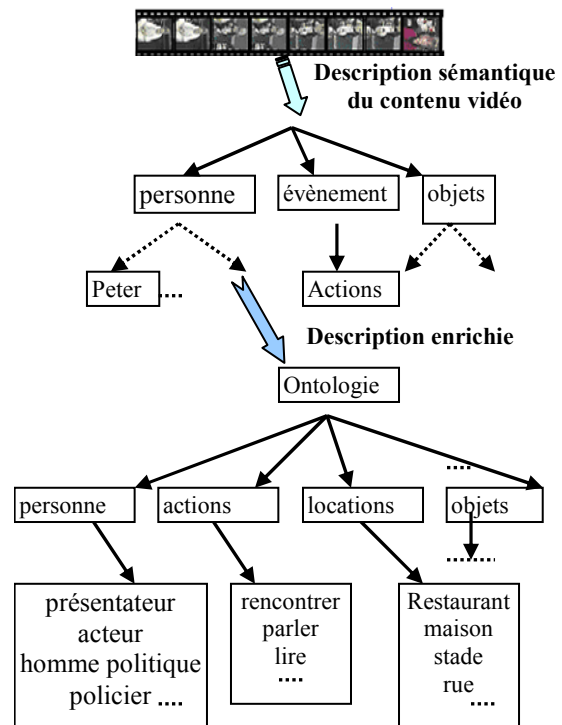 Description sémantique
du contenu vidéo
personne
évènement
objets
Peter ....
Actions
Description enrichie
Ontologie
....
personne
actions
locations
objets
........
présentateur
acteur
homme politique
policier ....
rencontrer
parler
lire
....
Restaurant
maison
stade
rue ....